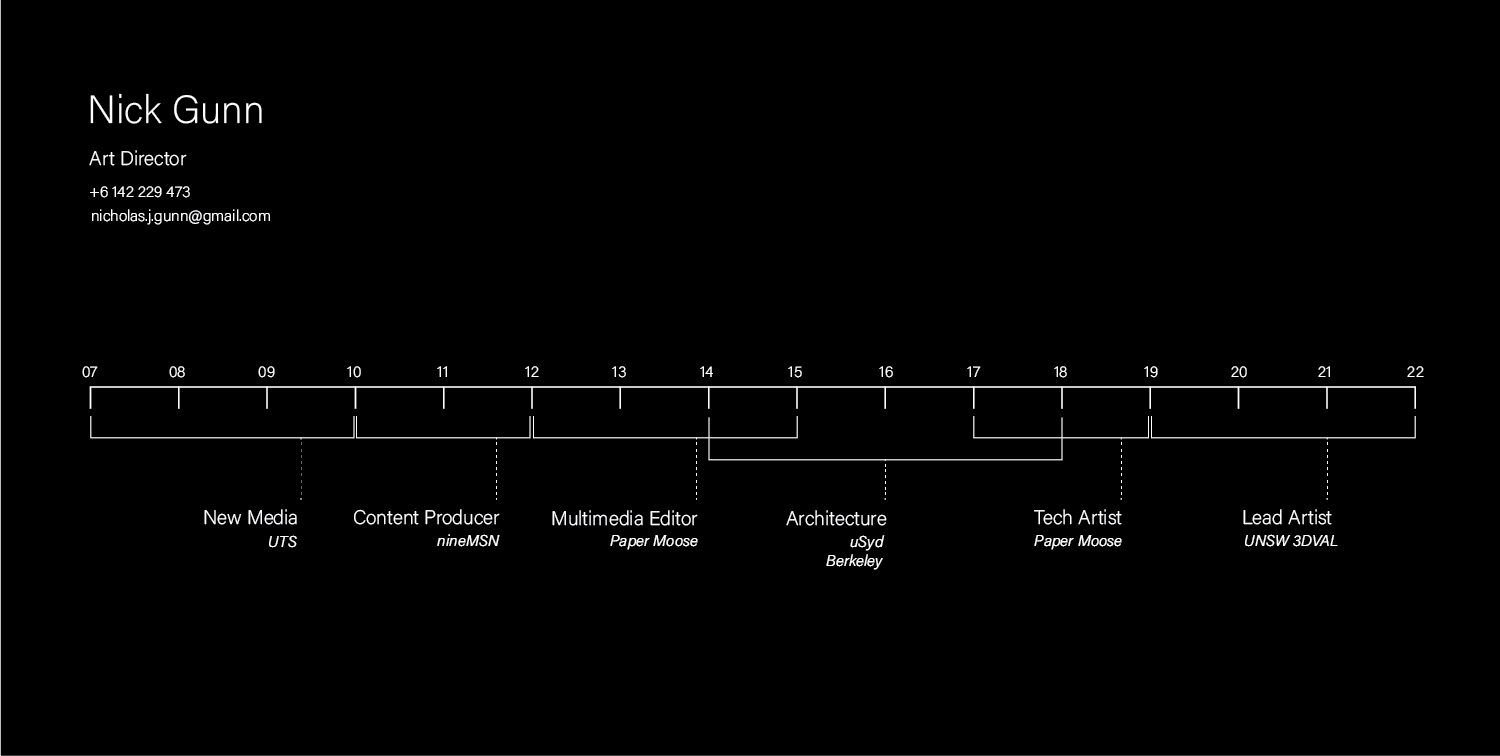 Nick Gunn
Art Director
+6 142 229 473
nicholas.j.gunn@gmail.com
07 08 09 10 11 12 13 14 15 16 17 18 19 20 21 22
New Media
UTS
Content Producer
nineMSN
Multimedia Editor
Paper Moose
Architecture
uSyd
Berkeley
Tech Artist
Paper Moose
Lead Artist
UNSW 3DVAL